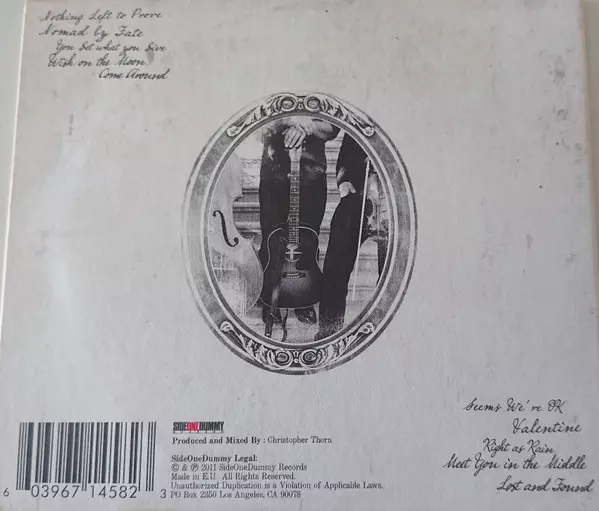 Nothing Left to Prove
Nomad by Fate
You Get what you Give
Wish on the Moon
Come Around
Seems We're OK
Valentine
Right as Rain
Meet You in the Middle
Lost and Found
SIDEONEDUMMY
RECORDS
Produced and Mixed By : Christopher Thorn
SideOneDummy Legal:
© & ℗ 2011 SideOneDummy Records
Made in E.U. All Rights Reserved.
Unauthorized Duplication is a Violation of Applicable Laws.
PO Box 2350 Los Angeles, CA 90078
6 03967 14582 3